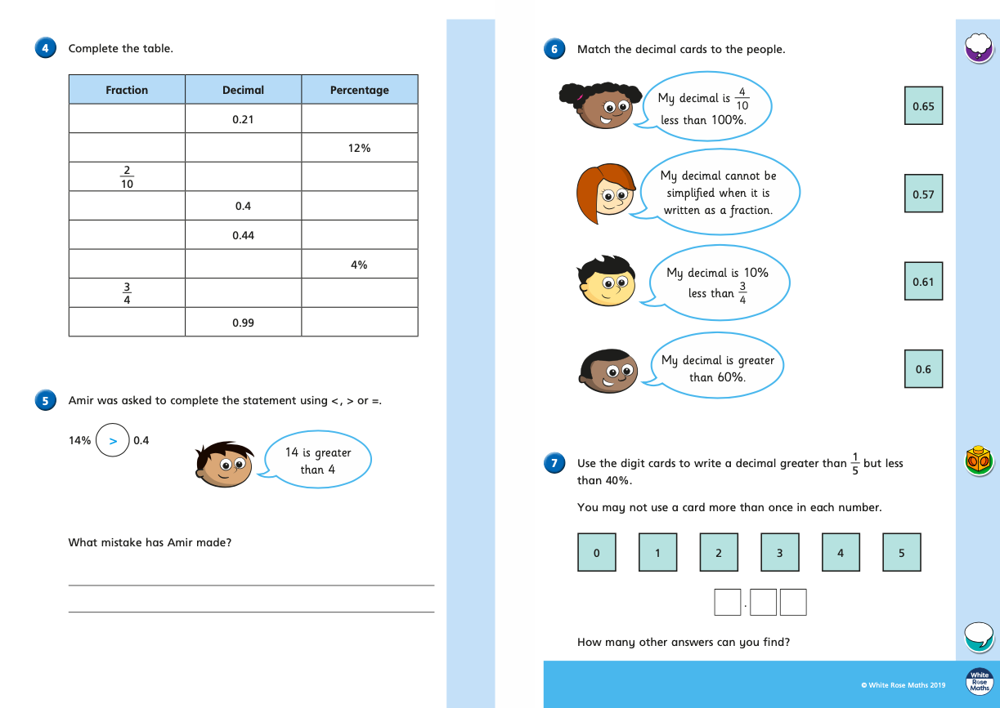 4 Complete the table.
Fraction Decimal Percentage
0.21
12%
2/10
0.4
0.44
4%
3/4
0.99
5 Amir was asked to complete the statement using <, > or =.
14% > 0.4
14 is greater
than 4
What mistake has Amir made?
6 Match the decimal cards to the people.
My decimal is 4/10
less than 100%.
0.65
My decimal cannot be
simplified when it is
written as a fraction.
0.57
My decimal is 10%
less than 3/4
0.61
My decimal is greater
than 60%.
0.6
7 Use the digit cards to write a decimal greater than 1/5 but less
than 40%.
You may not use a card more than once in each number.
0 1 2 3 4 5
.
How many other answers can you find?
© White Rose Maths 2019
White
Rose
Maths